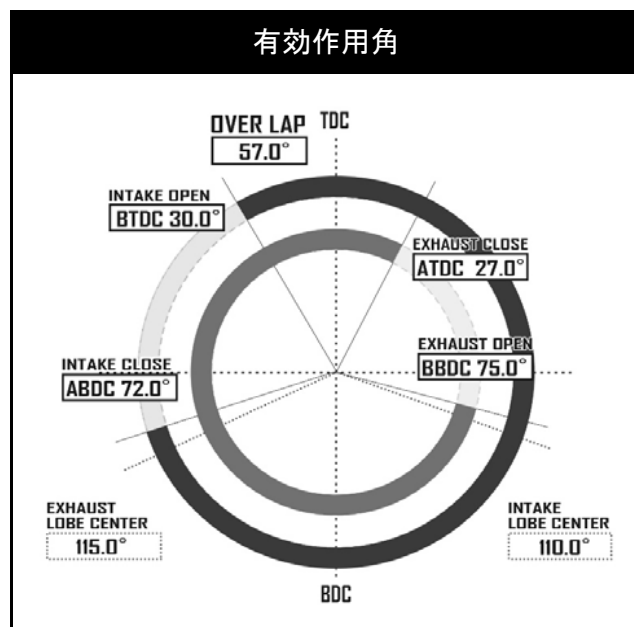 有効作用角
OVER LAP
57.0°
TDC
INTAKE OPEN
BTDC 30.0°
EXHAUST CLOSE
ATDC 27.0°
INTAKE CLOSE
ABDC 72.0°
EXHAUST OPEN
BBDC 75.0°
EXHAUST
LOBE CENTER
115.0°
INTAKE
LOBE CENTER
110.0°
BDC